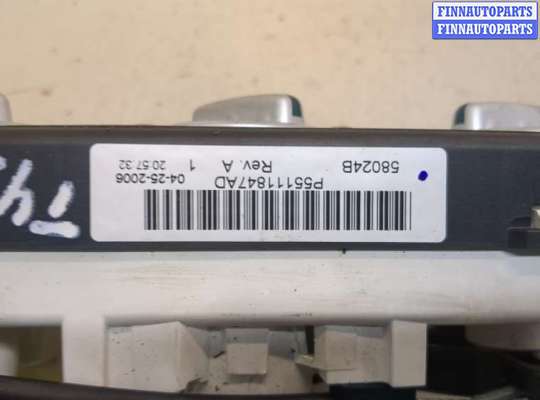 FINNAUTOPARTS
FINNAUTOPARTS
58024B
Rev. A 1 20:57:32
P55111847AD 04-25-2006